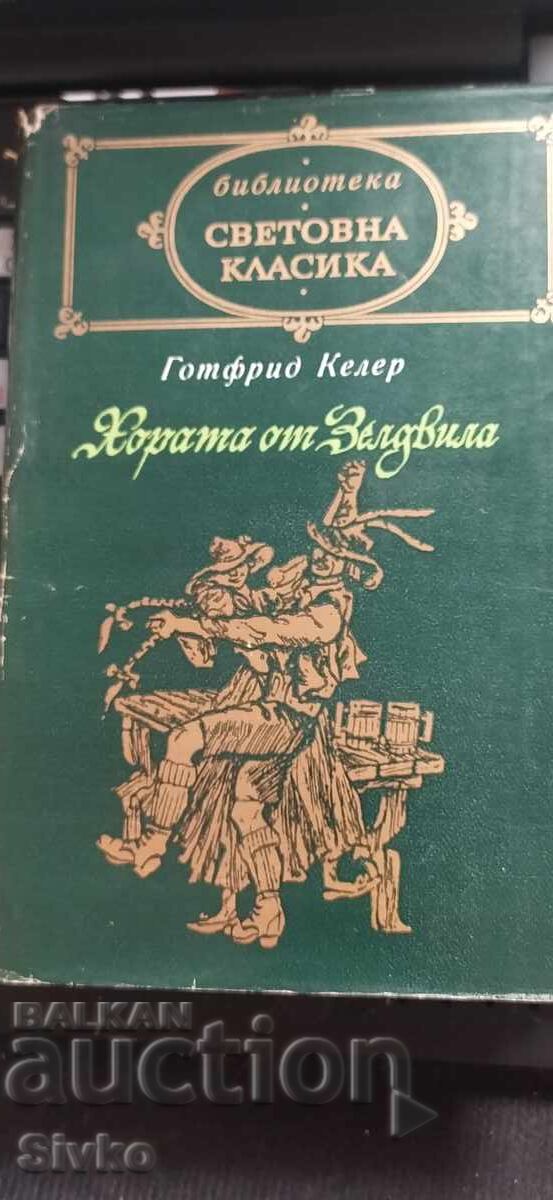 библиотека
СВЕТОВНА
КЛАСИКА
Готфрид Келер
Хората от Зелдвила
BALKAN
auction
Sivko